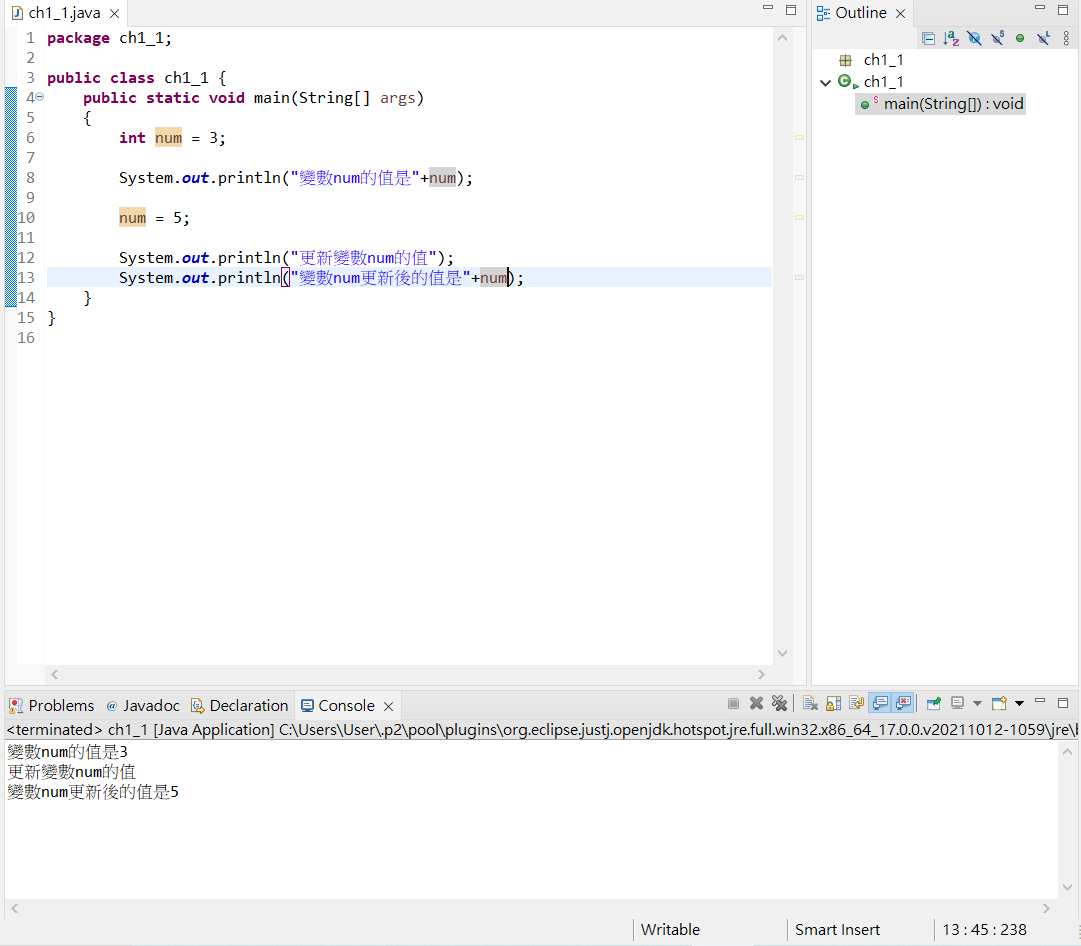 ch1_1.java
Outline
1 package ch1_1;
2
3 public class ch1_1 {
4 public static void main(String[] args)
5 {
6 int num = 3;
7
8 System.out.println("變數num的值是"+num);
9
10 num = 5;
11
12 System.out.println("更新變數num的值");
13 System.out.println("變數num更新後的值是"+num);
14 }
15 }
16
ch1_1
ch1_1
main(String[]) : void
Problems @ Javadoc Declaration Console
<terminated> ch1_1 [Java Application] C:\Users\User\.p2\pool\plugins\org.eclipse.justj.openjdk.hotspot.jre.full.win32.x86_64_17.0.0.v20211012-1059\jre\b
變數num的值是3
更新變數num的值
變數num更新後的值是5
Writable Smart Insert 13 : 45 : 238